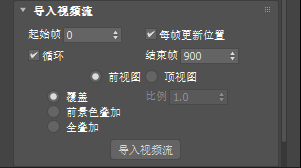 导入视频流
起始帧 0 每帧更新位置
循环 结束帧 900
前视图 顶视图
覆盖 比例 1.0
前景色叠加
全叠加
导入视频流